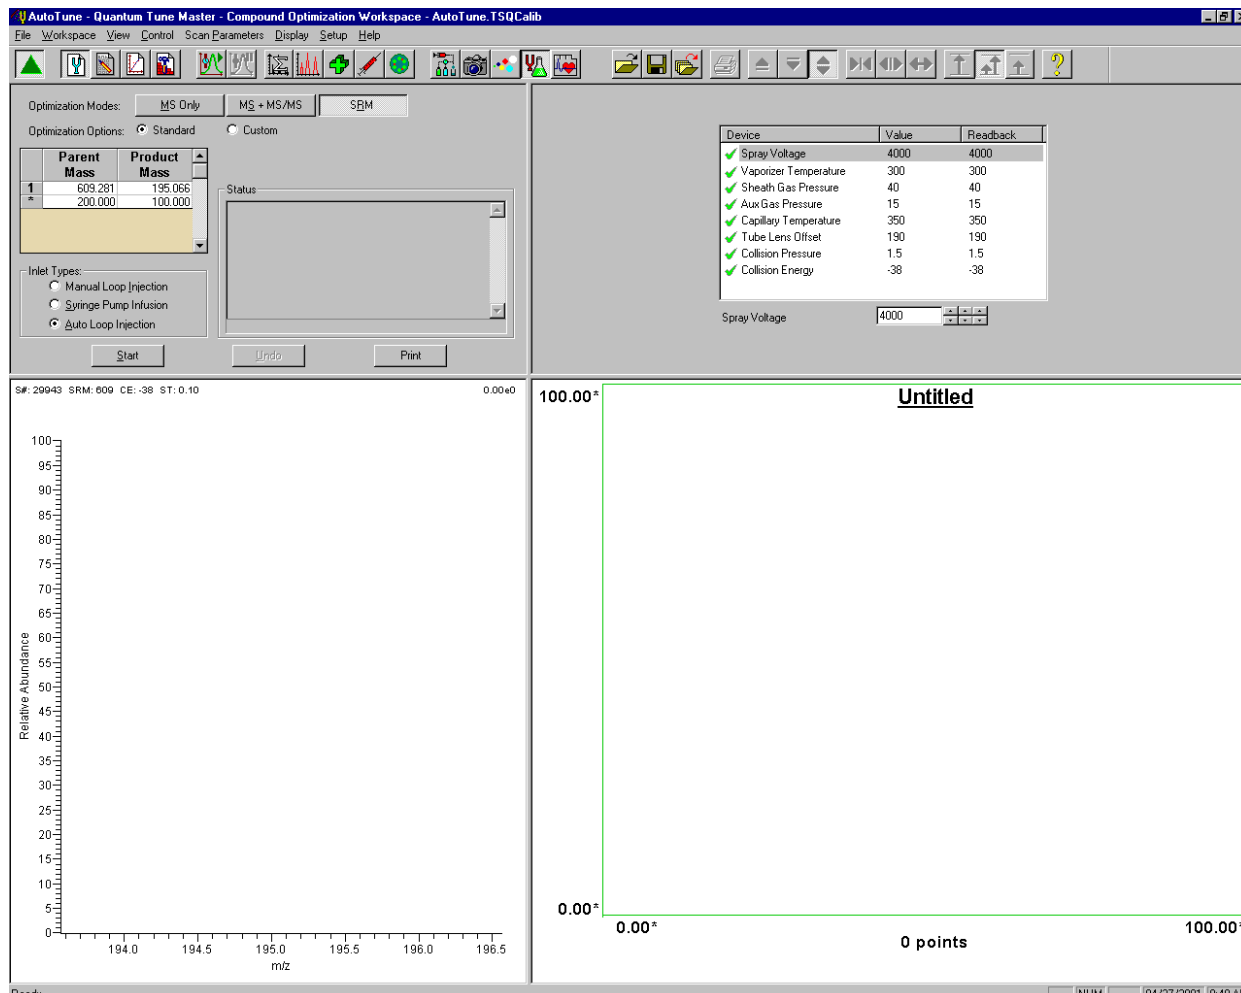 AutoTune - Quantum Tune Master - Compound Optimization Workspace - AutoTune.TSQCalib
File Workspace View Control Scan Parameters Display Setup Help
Optimization Modes: MS Only MS + MS/MS SRM
Optimization Options: Standard Custom
Parent Mass Product Mass
1 609.281 195.066
* 200.000 100.000
Status
Inlet Types:
Manual Loop Injection
Syringe Pump Infusion
Auto Loop Injection
Start Undo Print
Device Value Readback
Spray Voltage 4000 4000
Vaporizer Temperature 300 300
Sheath Gas Pressure 40 40
Aux Gas Pressure 15 15
Capillary Temperature 350 350
Tube Lens Offset 190 190
Collision Pressure 1.5 1.5
Collision Energy -38 -38
Spray Voltage 4000
S#: 29943 SRM: 609 CE: -38 ST: 0.10 0.00e0
100
95
90
85
80
75
70
65
60
55
50
45
40
35
30
25
20
15
10
5
0
Relative Abundance
194.0 194.5 195.0 195.5 196.0 196.5
m/z
100.00*
Untitled
0.00*
0.00* 100.00*
0 points